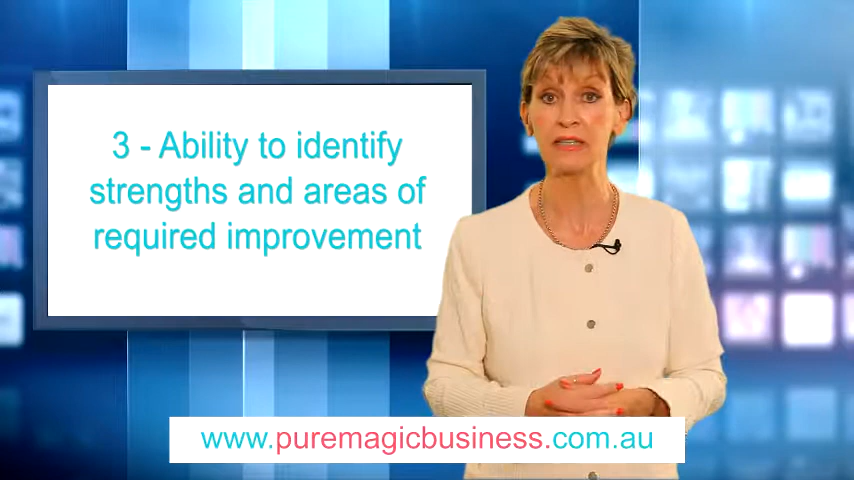 3 - Ability to identify
strengths and areas of
required improvement
www.puremagicbusiness.com.au